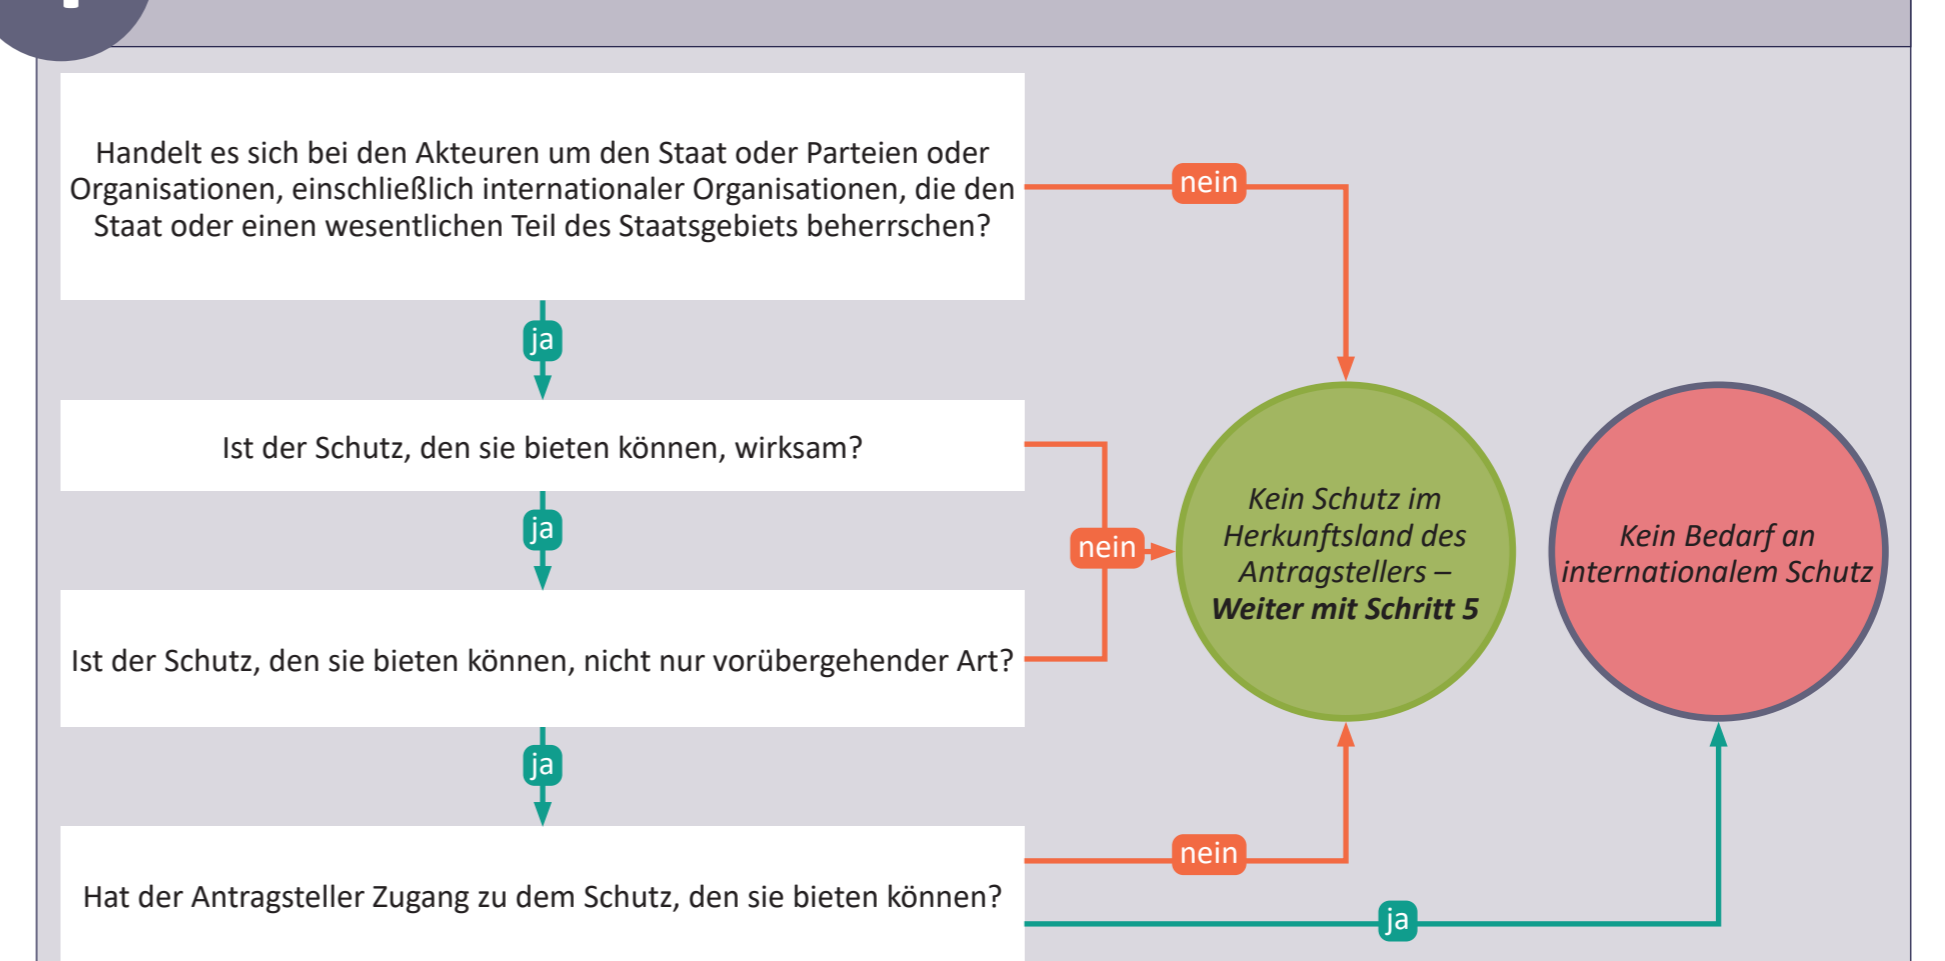 Handelt es sich bei den Akteuren um den Staat oder Parteien oder
Organisationen, einschließlich internationaler Organisationen, die den
Staat oder einen wesentlichen Teil des Staatsgebiets beherrschen?
nein
ja
Ist der Schutz, den sie bieten können, wirksam?
ja
nein
Kein Schutz im
Herkunftsland des
Antragstellers –
Weiter mit Schritt 5
Kein Bedarf an
internationalem Schutz
Ist der Schutz, den sie bieten können, nicht nur vorübergehender Art?
ja
nein
Hat der Antragsteller Zugang zu dem Schutz, den sie bieten können?
ja